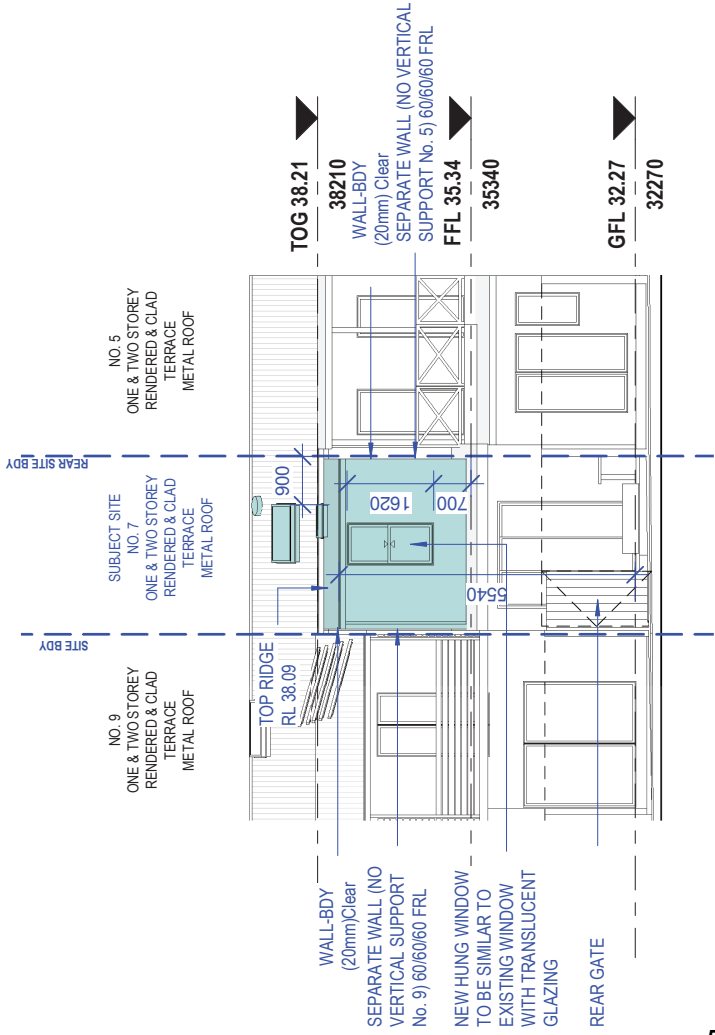 NO. 9
ONE & TWO STOREY
RENDERED & CLAD
TERRACE
METAL ROOF
SITE BDY
SUBJECT SITE
NO. 7
ONE & TWO STOREY
RENDERED & CLAD
TERRACE
METAL ROOF
REAR SITE BDY
NO. 5
ONE & TWO STOREY
RENDERED & CLAD
TERRACE
METAL ROOF
TOP RIDGE
RL 38.09
900
1620
700
5540
TOG 38.21
38210
WALL-BDY
(20mm) Clear
SEPARATE WALL (NO VERTICAL
SUPPORT No. 5) 60/60/60 FRL
FFL 35.34
35340
GFL 32.27
32270
WALL-BDY
(20mm)Clear
SEPARATE WALL (NO
VERTICAL SUPPORT
No. 9) 60/60/60 FRL
NEW HUNG WINDOW
TO BE SIMILAR TO
EXISTING WINDOW
WITH TRANSLUCENT
GLAZING
REAR GATE